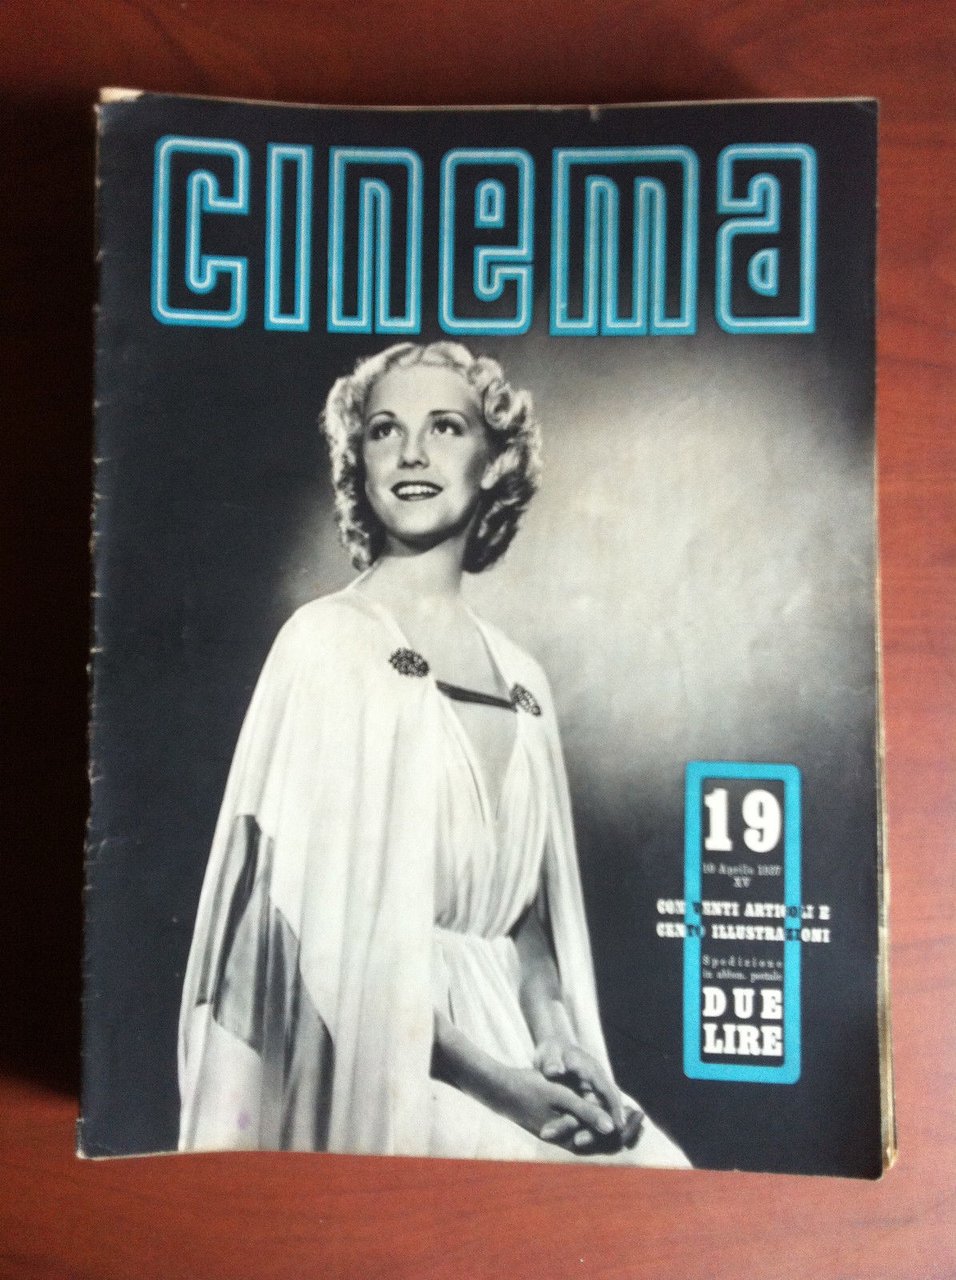 cinema
19
10 Aprile 1937
XV
CON VENTI ARTICOLI E
CENTO ILLUSTRAZIONI
Spedizione
in abbon. postale
DUE
LIRE